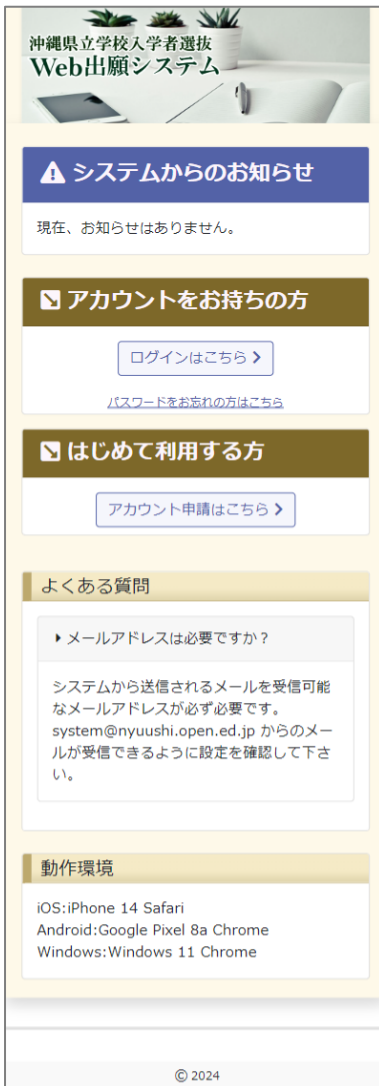 沖縄県立学校入学者選抜
Web出願システム
システムからのお知らせ
現在、お知らせはありません。
アカウントをお持ちの方
ログインはこちら
パスワードをお忘れの方はこちら
はじめて利用する方
アカウント申請はこちら
よくある質問
メールアドレスは必要ですか？
システムから送信されるメールを受信可能
なメールアドレスが必ず必要です。
system@nyuushi.open.ed.jp からのメー
ルが受信できるように設定を確認して下さ
い。
動作環境
iOS:iPhone 14 Safari
Android:Google Pixel 8a Chrome
Windows:Windows 11 Chrome
© 2024